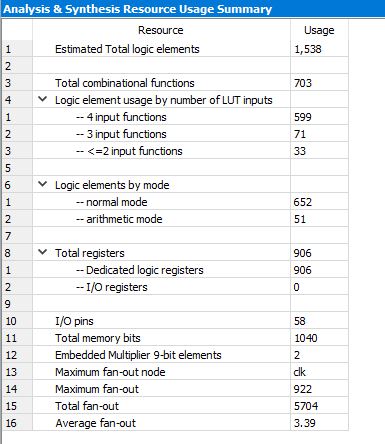 Analysis & Synthesis Resource Usage Summary
Resource Usage
1 Estimated Total logic elements 1,538
2
3 Total combinational functions 703
4 Logic element usage by number of LUT inputs
1 -- 4 input functions 599
2 -- 3 input functions 71
3 -- <=2 input functions 33
5
6 Logic elements by mode
1 -- normal mode 652
2 -- arithmetic mode 51
7
8 Total registers 906
1 -- Dedicated logic registers 906
2 -- I/O registers 0
9
10 I/O pins 58
11 Total memory bits 1040
12 Embedded Multiplier 9-bit elements 2
13 Maximum fan-out node clk
14 Maximum fan-out 922
15 Total fan-out 5704
16 Average fan-out 3.39